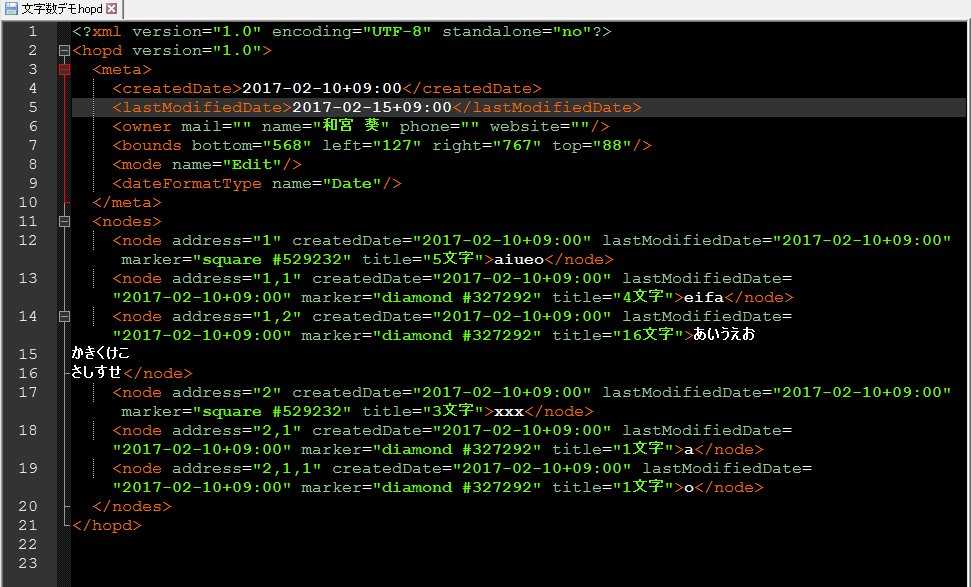 文字数デモhopd
1 <?xml version="1.0" encoding="UTF-8" standalone="no"?>
2 <hopd version="1.0">
3 <meta>
4 <createdDate>2017-02-10+09:00</createdDate>
5 <lastModifiedDate>2017-02-15+09:00</lastModifiedDate>
6 <owner mail="" name="和宮 葵" phone="" website=""/>
7 <bounds bottom="568" left="127" right="767" top="88"/>
8 <mode name="Edit"/>
9 <dateFormatType name="Date"/>
10 </meta>
11 <nodes>
12 <node address="1" createdDate="2017-02-10+09:00" lastModifiedDate="2017-02-10+09:00"
marker="square #529232" title="5文字">aiueo</node>
13 <node address="1,1" createdDate="2017-02-10+09:00" lastModifiedDate=
"2017-02-10+09:00" marker="diamond #327292" title="4文字">eifa</node>
14 <node address="1,2" createdDate="2017-02-10+09:00" lastModifiedDate=
"2017-02-10+09:00" marker="diamond #327292" title="16文字">あいうえお
15 かきくけこ
16 さしすせ</node>
17 <node address="2" createdDate="2017-02-10+09:00" lastModifiedDate="2017-02-10+09:00"
marker="square #529232" title="3文字">xxx</node>
18 <node address="2,1" createdDate="2017-02-10+09:00" lastModifiedDate=
"2017-02-10+09:00" marker="diamond #327292" title="1文字">a</node>
19 <node address="2,1,1" createdDate="2017-02-10+09:00" lastModifiedDate=
"2017-02-10+09:00" marker="diamond #327292" title="1文字">o</node>
20 </nodes>
21 </hopd>
22
23